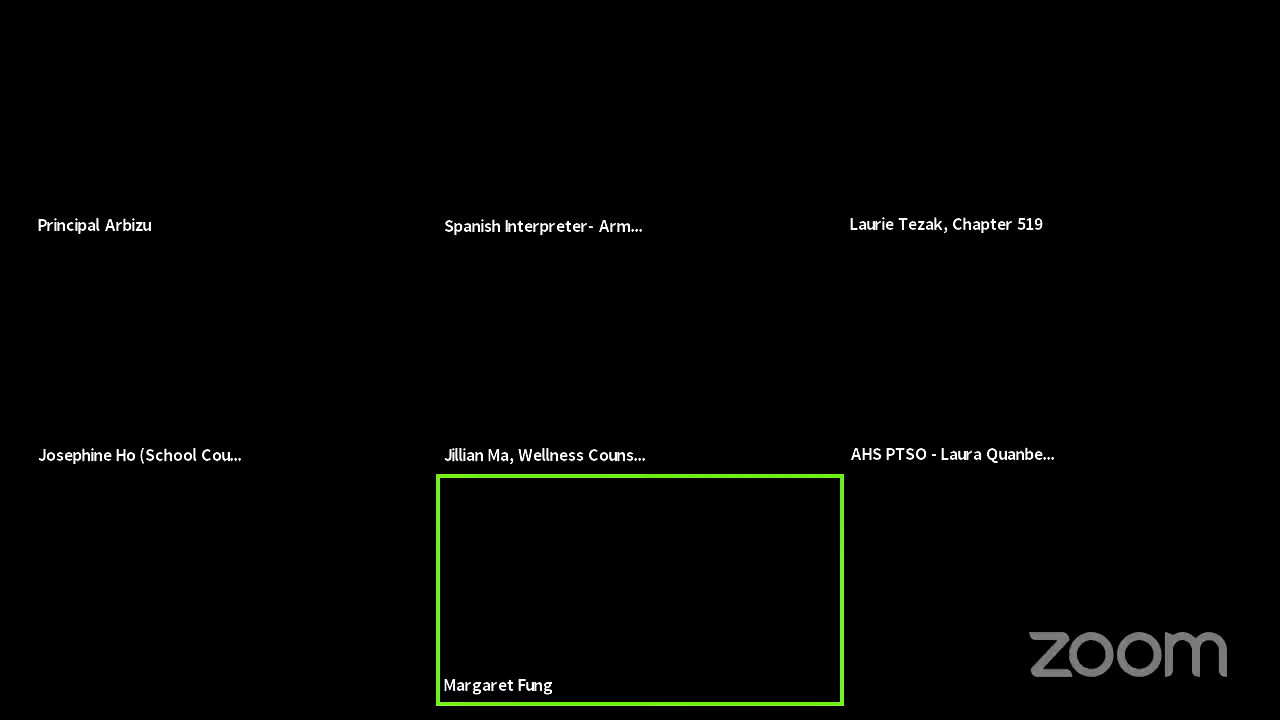 Principal Arbizu
Spanish Interpreter- Arm...
Laurie Tezak, Chapter 519
Josephine Ho (School Cou...
Jillian Ma, Wellness Couns...
AHS PTSO - Laura Quanbe...
Margaret Fung
zoom